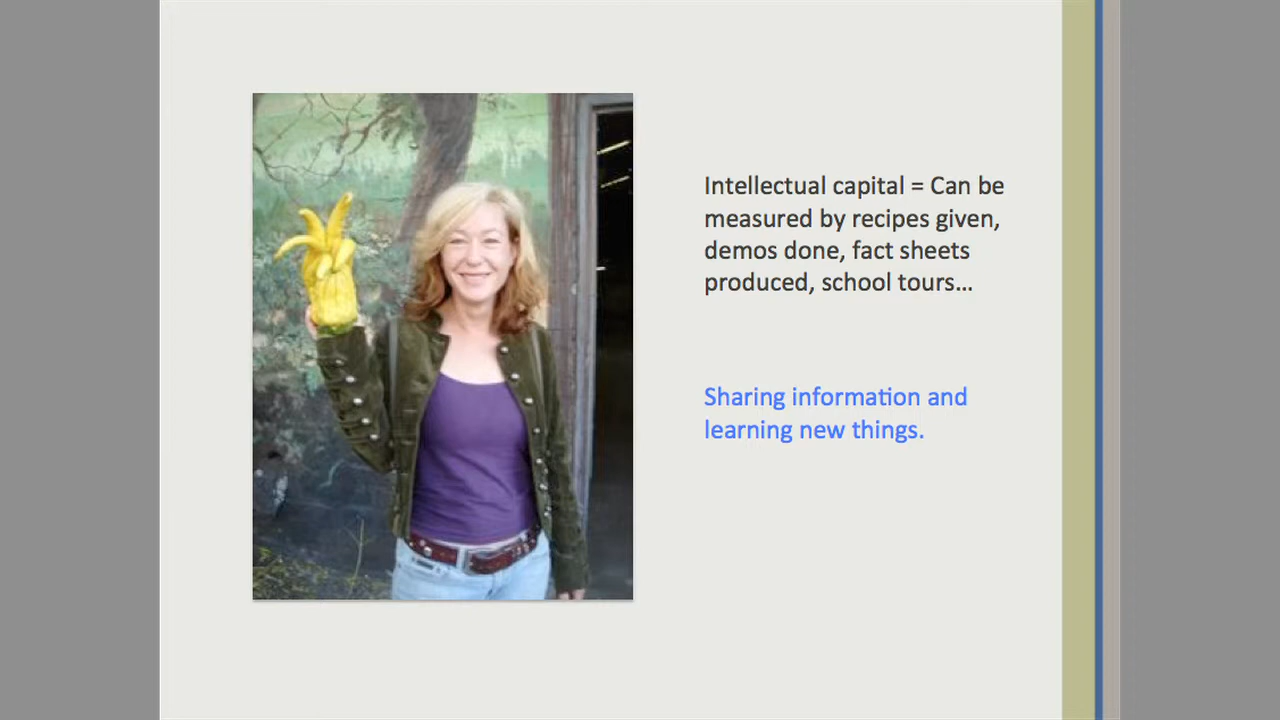 Intellectual capital = Can be
measured by recipes given,
demos done, fact sheets
produced, school tours…
Sharing information and
learning new things.